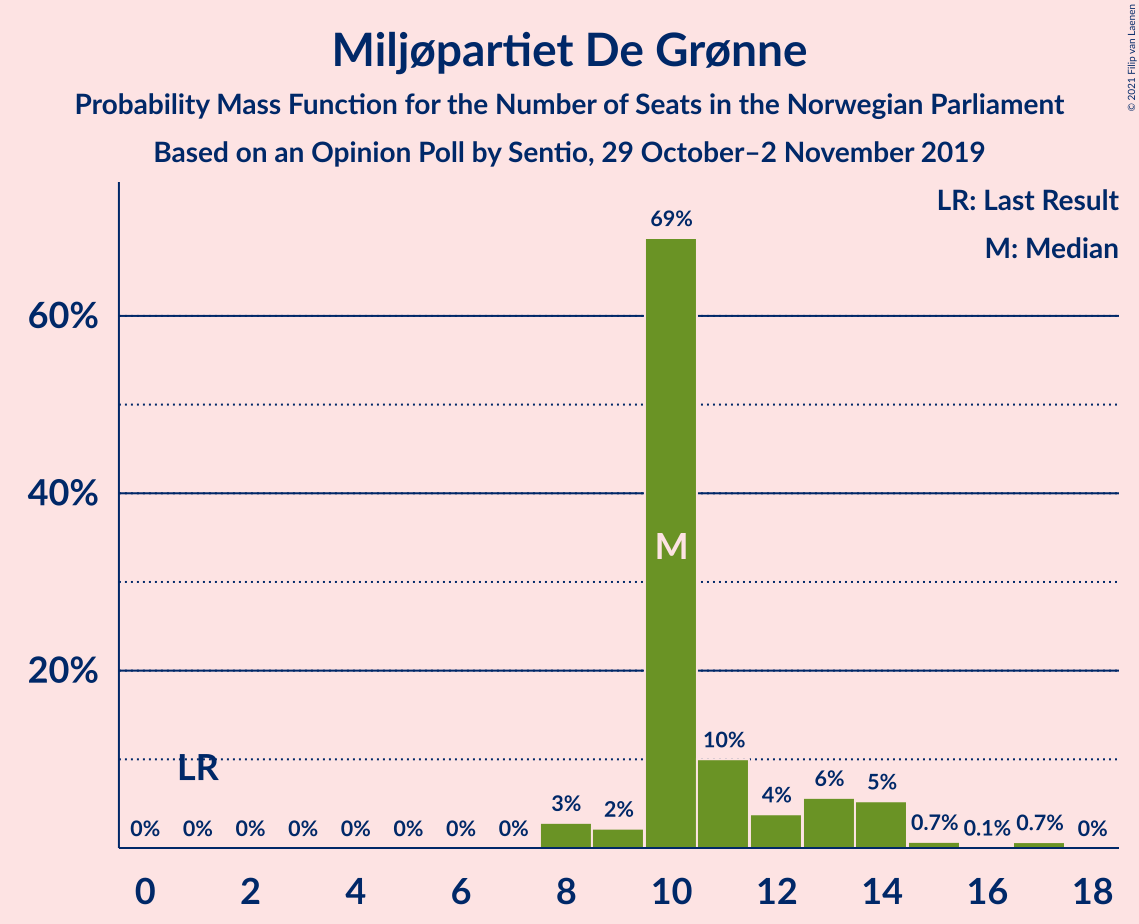 Miljøpartiet De Grønne
Probability Mass Function for the Number of Seats in the Norwegian Parliament
Based on an Opinion Poll by Sentio, 29 October–2 November 2019
© 2021 Filip van Laenen
LR: Last Result
M: Median
69%
60%
40%
M
20%
LR
10%
6%
5%
4%
3%
2%
0% 0% 0% 0% 0% 0% 0% 0% 0.7% 0.1% 0.7% 0%
0 2 4 6 8 10 12 14 16 18